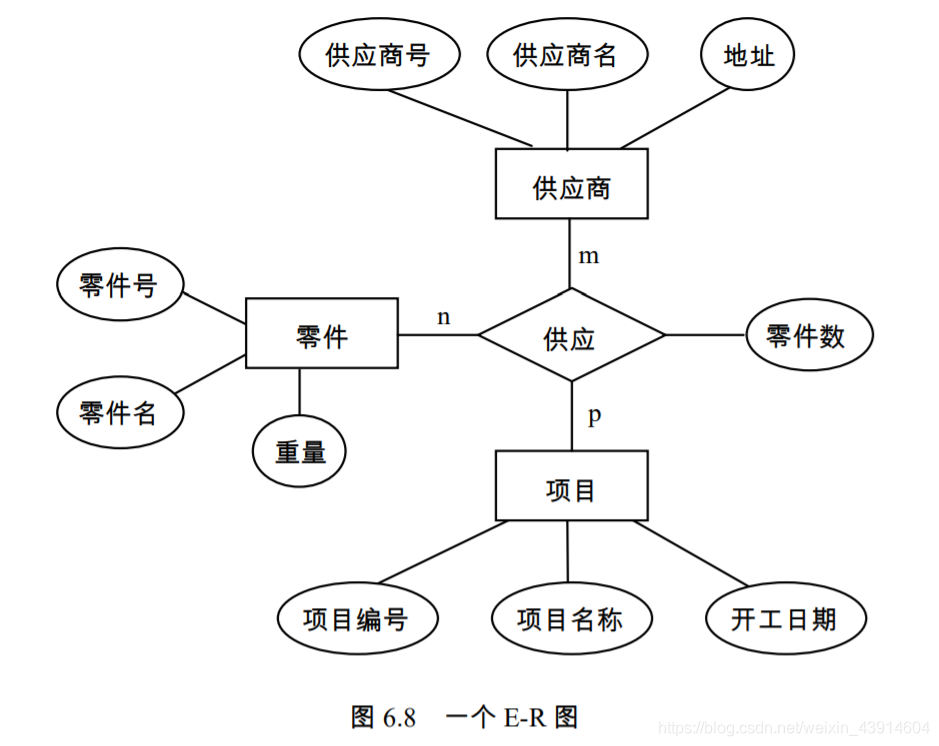 供应商号
供应商名
地址
供应商
m
零件号
零件
n
供应
零件数
零件名
重量
p
项目
项目编号
项目名称
开工日期
图 6.8 一个 E-R 图
https://blog.csdn.net/weixin_43914604